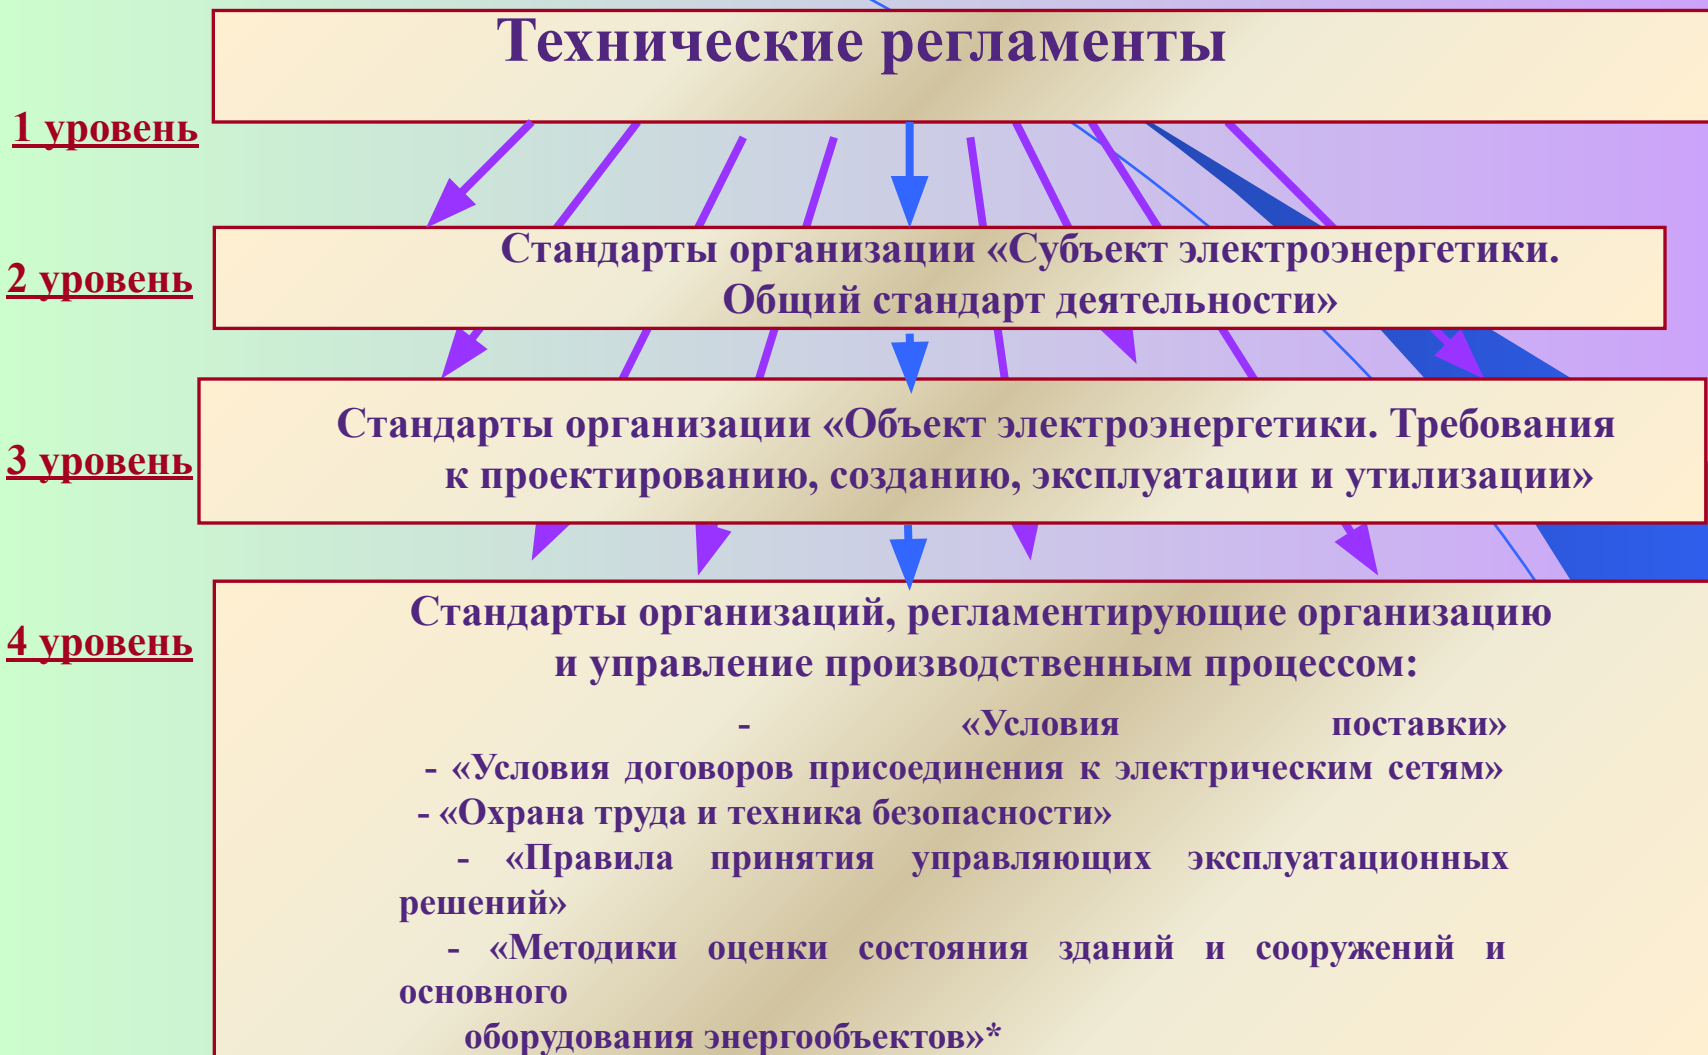 Технические регламенты
1 уровень
2 уровень
Стандарты организации «Субъект электроэнергетики.
Общий стандарт деятельности»
3 уровень
Стандарты организации «Объект электроэнергетики. Требования
к проектированию, созданию, эксплуатации и утилизации»
4 уровень
Стандарты организаций, регламентирующие организацию
и управление производственным процессом:
- «Условия поставки»
- «Условия договоров присоединения к электрическим сетям»
- «Охрана труда и техника безопасности»
- «Правила принятия управляющих эксплуатационных
решений»
- «Методики оценки состояния зданий и сооружений и
основного
оборудования энергообъектов»*